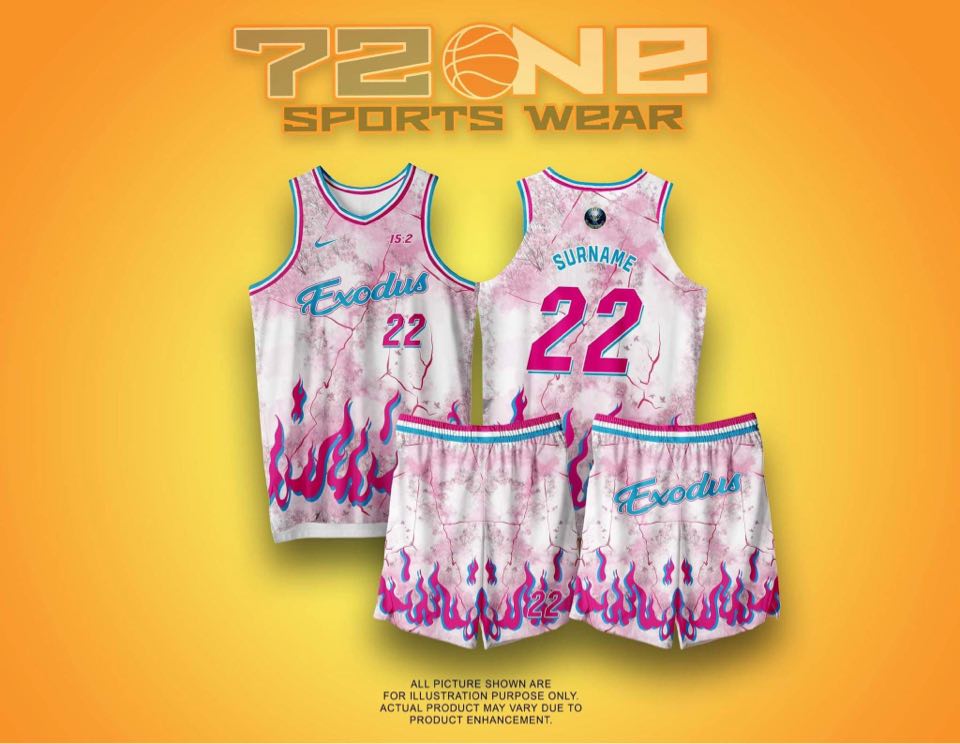 7ZONE
SPORTS WEAR
IS:2
Exodus
22
SURNAME
22
Exodus
22
ALL PICTURE SHOWN ARE
FOR ILLUSTRATION PURPOSE ONLY.
ACTUAL PRODUCT MAY VARY DUE TO
PRODUCT ENHANCEMENT.